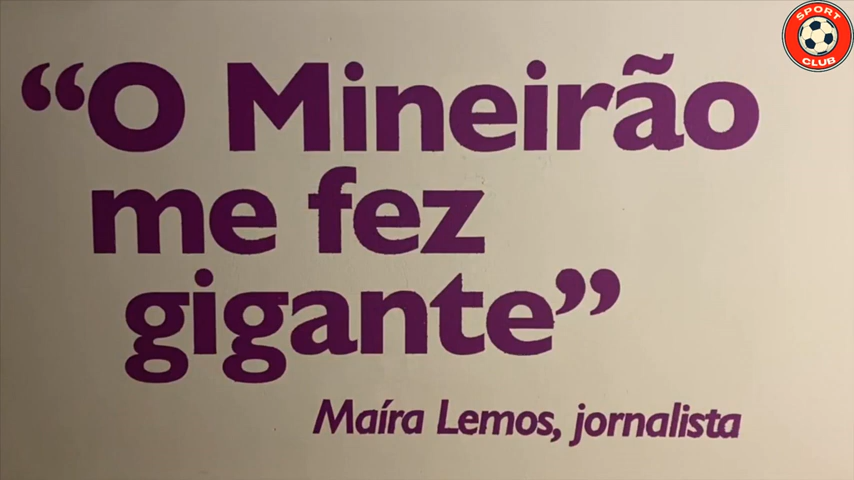 “O Mineirão
me fez
gigante”
Maíra Lemos, jornalista
SPORT
CLUB